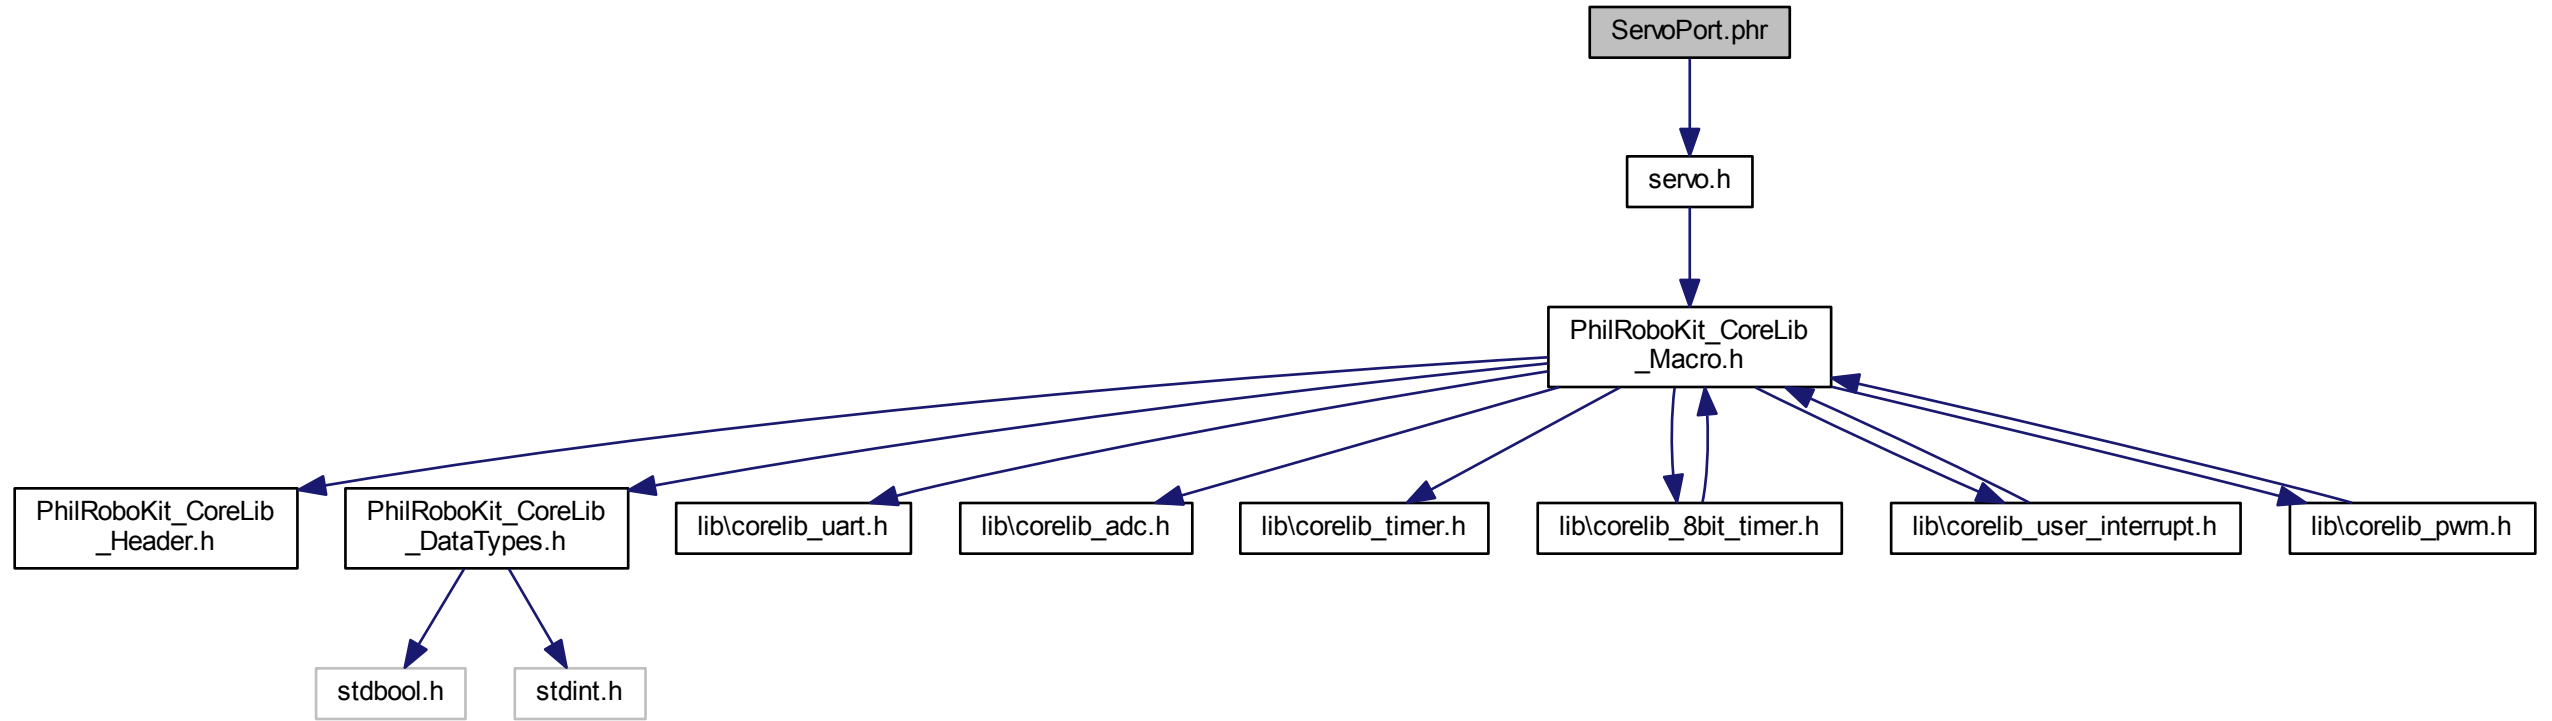 ServoPort.phr
servo.h
PhilRoboKit_CoreLib
_Macro.h
PhilRoboKit_CoreLib
_Header.h
PhilRoboKit_CoreLib
_DataTypes.h
lib\corelib_uart.h
lib\corelib_adc.h
lib\corelib_timer.h
lib\corelib_8bit_timer.h
lib\corelib_user_interrupt.h
lib\corelib_pwm.h
stdbool.h
stdint.h